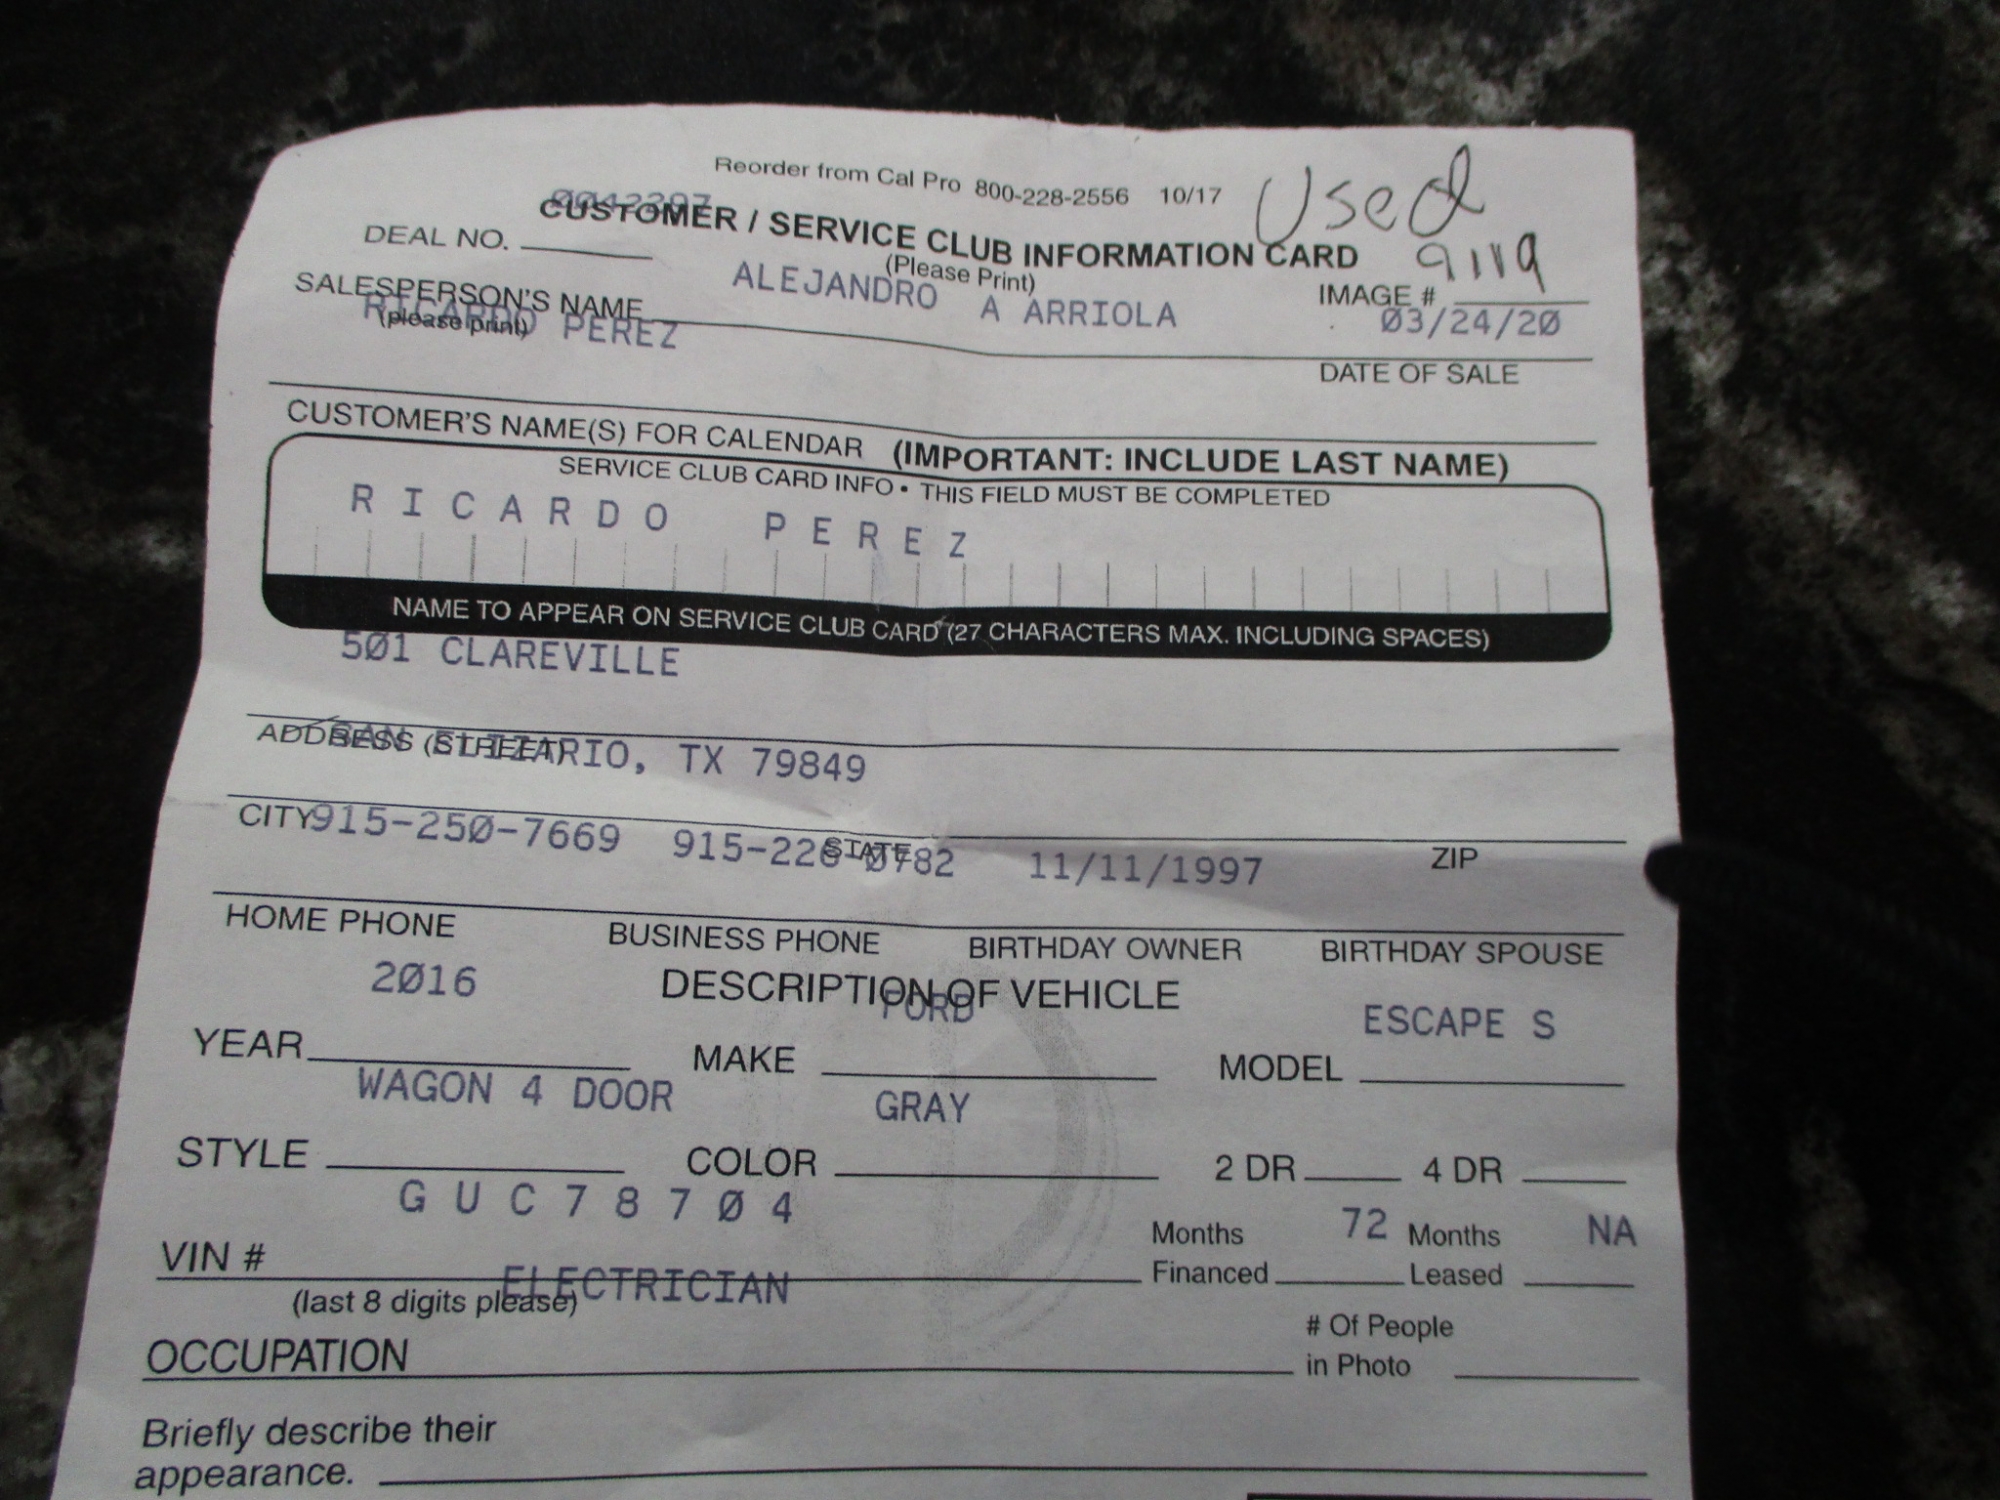 Reorder from Cal Pro 800-228-2556 10/17 Used
CUSTOMER / SERVICE CLUB INFORMATION CARD
DEAL NO. (Please Print) 9119
SALESPERSON'S NAME ALEJANDRO A ARRIOLA IMAGE #
(please print) RICARDO PEREZ 03/24/20
DATE OF SALE
CUSTOMER'S NAME(S) FOR CALENDAR (IMPORTANT: INCLUDE LAST NAME)
SERVICE CLUB CARD INFO • THIS FIELD MUST BE COMPLETED
RICARDO PEREZ
NAME TO APPEAR ON SERVICE CLUB CARD (27 CHARACTERS MAX. INCLUDING SPACES)
501 CLAREVILLE
ADDRESS (STREET)
SAN ELIZARIO, TX 79849
CITY STATE ZIP
915-250-7669 11/11/1997
HOME PHONE BUSINESS PHONE BIRTHDAY OWNER BIRTHDAY SPOUSE
DESCRIPTION OF VEHICLE
2016 FORD ESCAPE S
YEAR MAKE MODEL
WAGON 4 DOOR GRAY
STYLE COLOR 2 DR 4 DR
GUC78704
VIN # Months Financed 72 Months Leased NA
(last 8 digits please)
ELECTRICIAN
OCCUPATION # Of People in Photo
Briefly describe their
appearance.